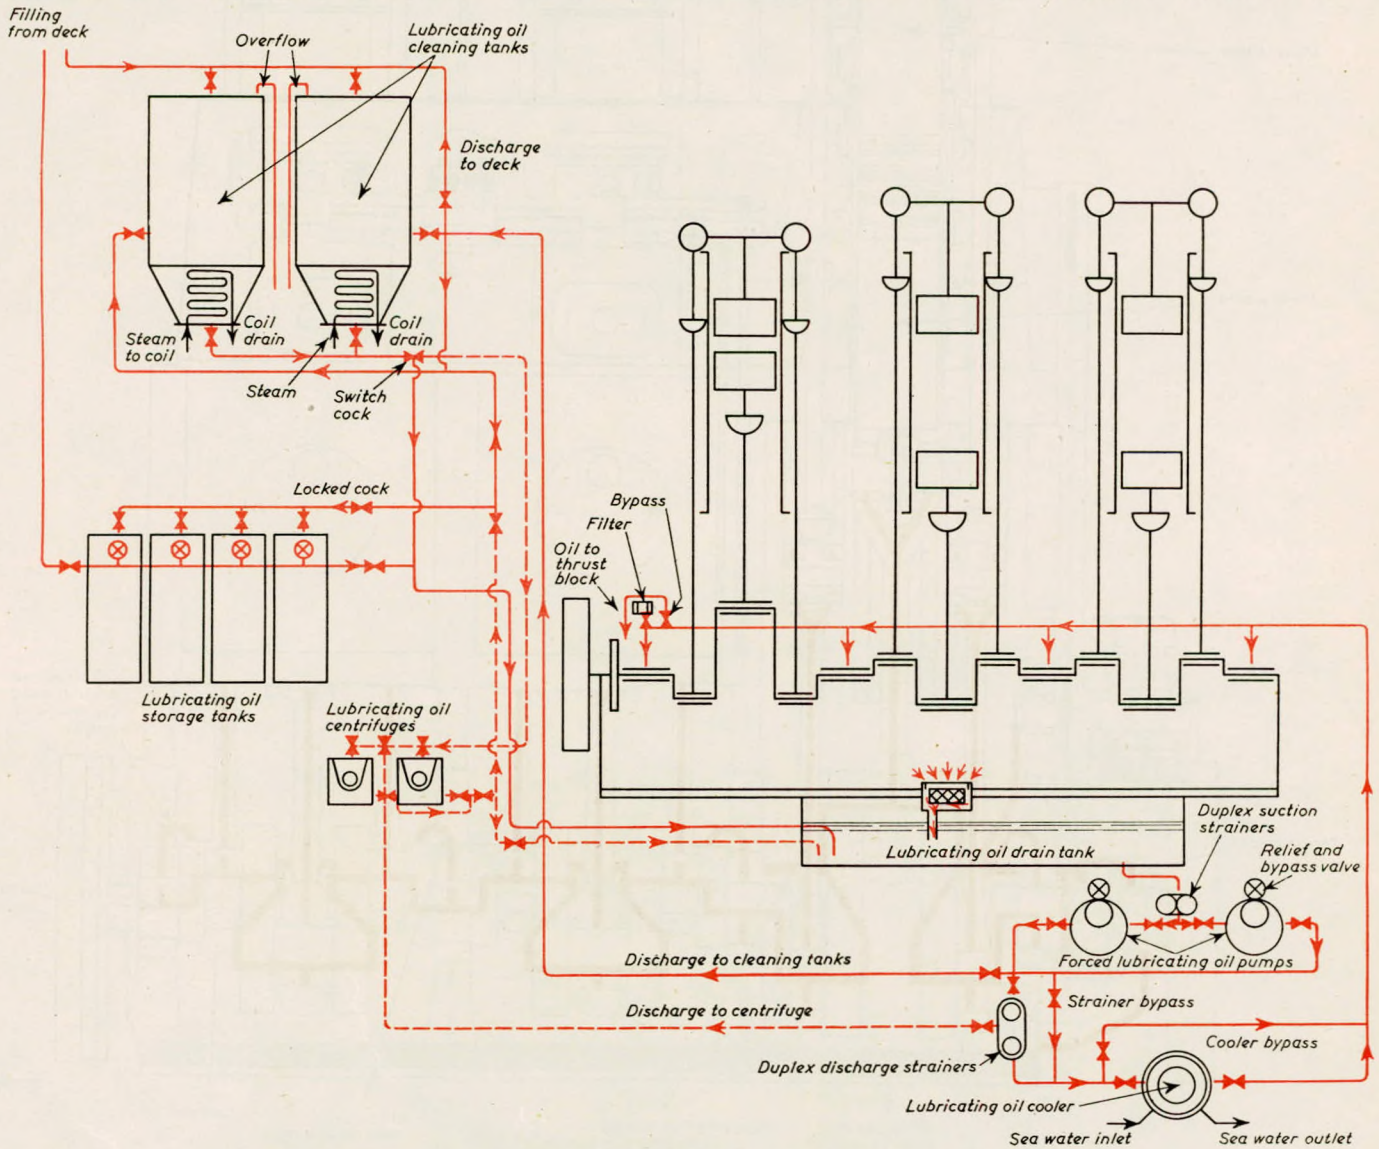 Filling
from deck
Overflow
Lubricating oil
cleaning tanks
Discharge
to deck
Steam
to coil
Coil
drain
Coil
drain
Steam
Switch
cock
Locked cock
Bypass
Filter
Oil to
thrust
block
Lubricating oil
storage tanks
Lubricating oil
centrifuges
Lubricating oil drain tank
Duplex suction
strainers
Relief and
bypass valve
Discharge to cleaning tanks
Forced lubricating oil pumps
Strainer bypass
Discharge to centrifuge
Cooler bypass
Duplex discharge strainers
Lubricating oil cooler
Sea water inlet
Sea water outlet